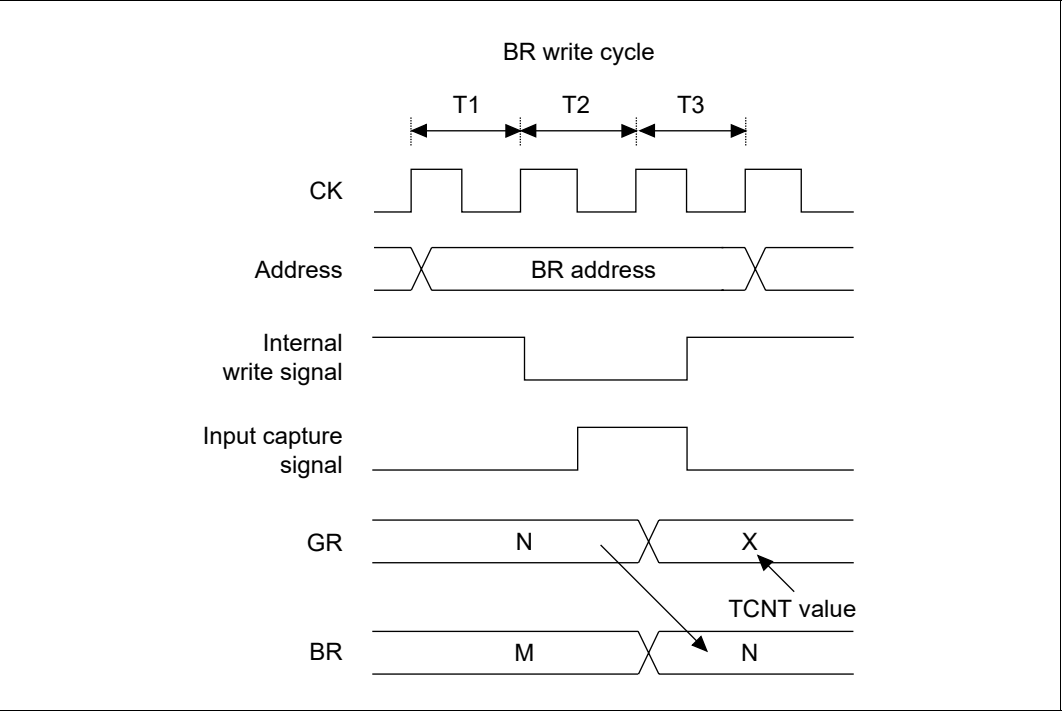 BR write cycle
T1 T2 T3
CK
Address BR address
Internal
write signal
Input capture
signal
GR N X
TCNT value
BR M N